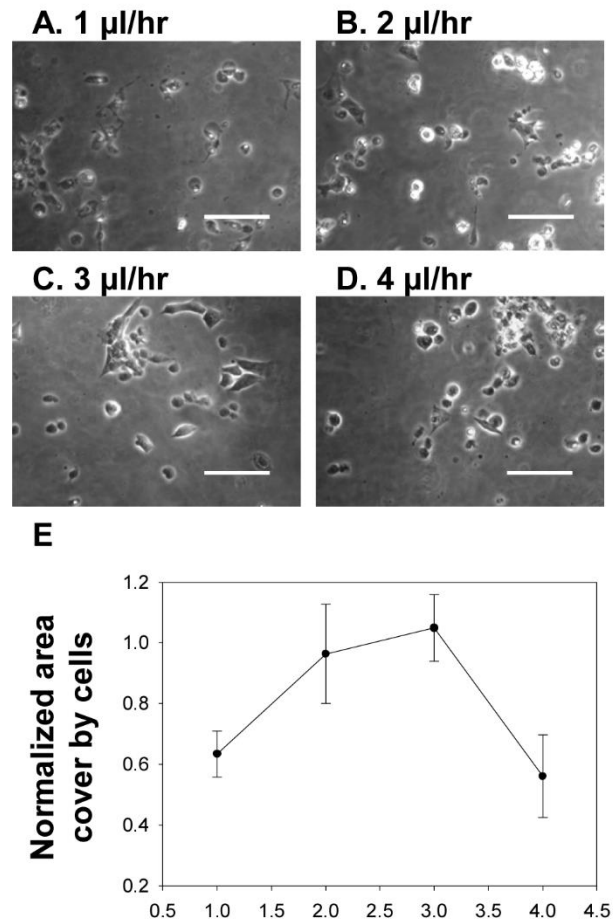 A. 1 µl/hr
B. 2 µl/hr
C. 3 µl/hr
D. 4 µl/hr
E
Normalized area
cover by cells
1.2
1.0
0.8
0.6
0.4
0.2
0.5 1.0 1.5 2.0 2.5 3.0 3.5 4.0 4.5